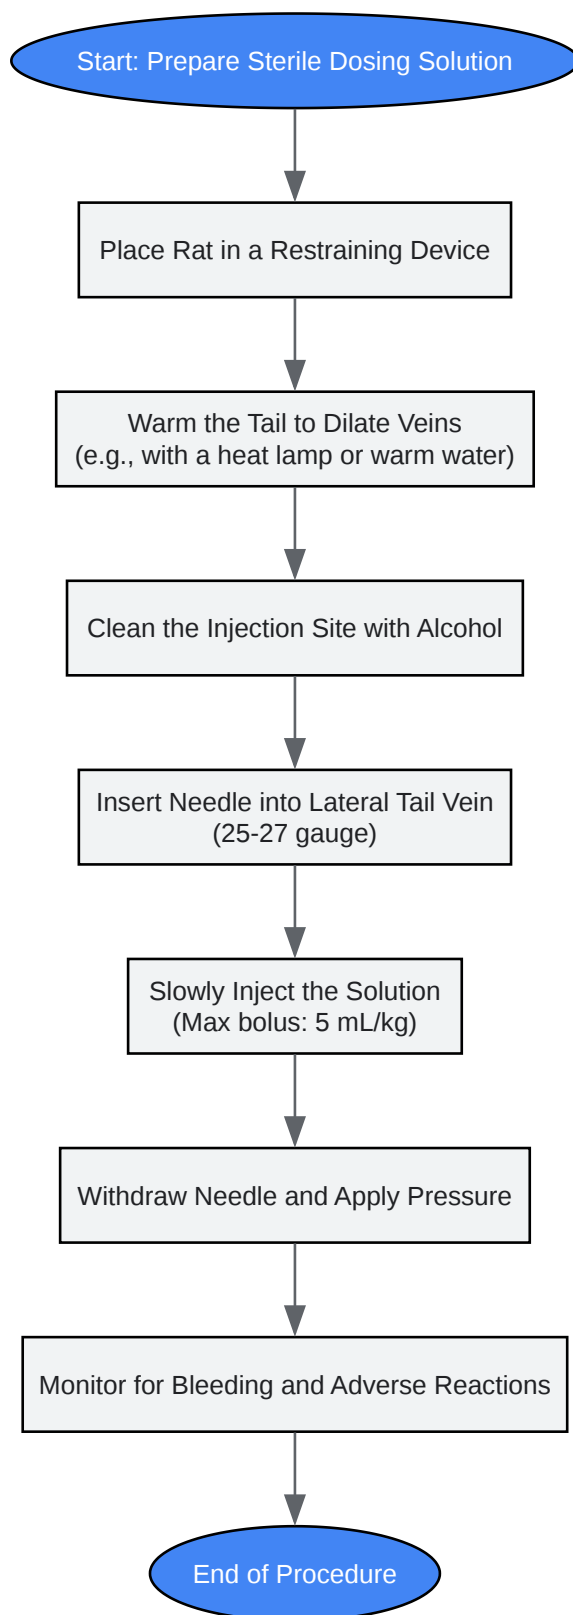 Start: Prepare Sterile Dosing Solution
Place Rat in a Restraining Device
Warm the Tail to Dilate Veins
(e.g., with a heat lamp or warm water)
Clean the Injection Site with Alcohol
Insert Needle into Lateral Tail Vein
(25-27 gauge)
Slowly Inject the Solution
(Max bolus: 5 mL/kg)
Withdraw Needle and Apply Pressure
Monitor for Bleeding and Adverse Reactions
End of Procedure